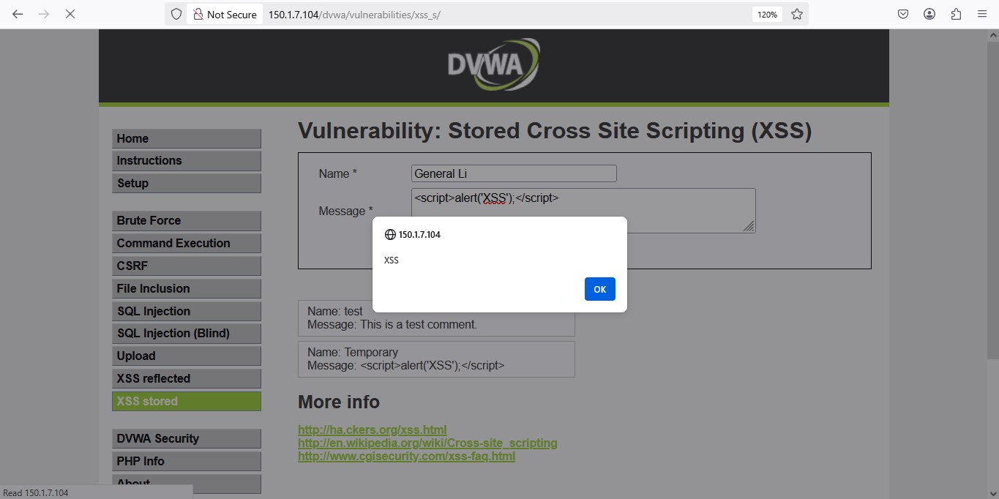 Not Secure 150.1.7.104/dvwa/vulnerabilities/xss_s/ 120%
DVWA
Home
Instructions
Setup
Brute Force
Command Execution
CSRF
File Inclusion
SQL Injection
SQL Injection (Blind)
Upload
XSS reflected
XSS stored
DVWA Security
PHP Info
About
Vulnerability: Stored Cross Site Scripting (XSS)
Name * General Li
Message * <script>alert('XSS');</script>
150.1.7.104
XSS
OK
Name: test
Message: This is a test comment.
Name: Temporary
Message: <script>alert('XSS');</script>
More info
http://ha.ckers.org/xss.html
http://en.wikipedia.org/wiki/Cross-site_scripting
http://www.cgisecurity.com/xss-faq.html
Read 150.1.7.104